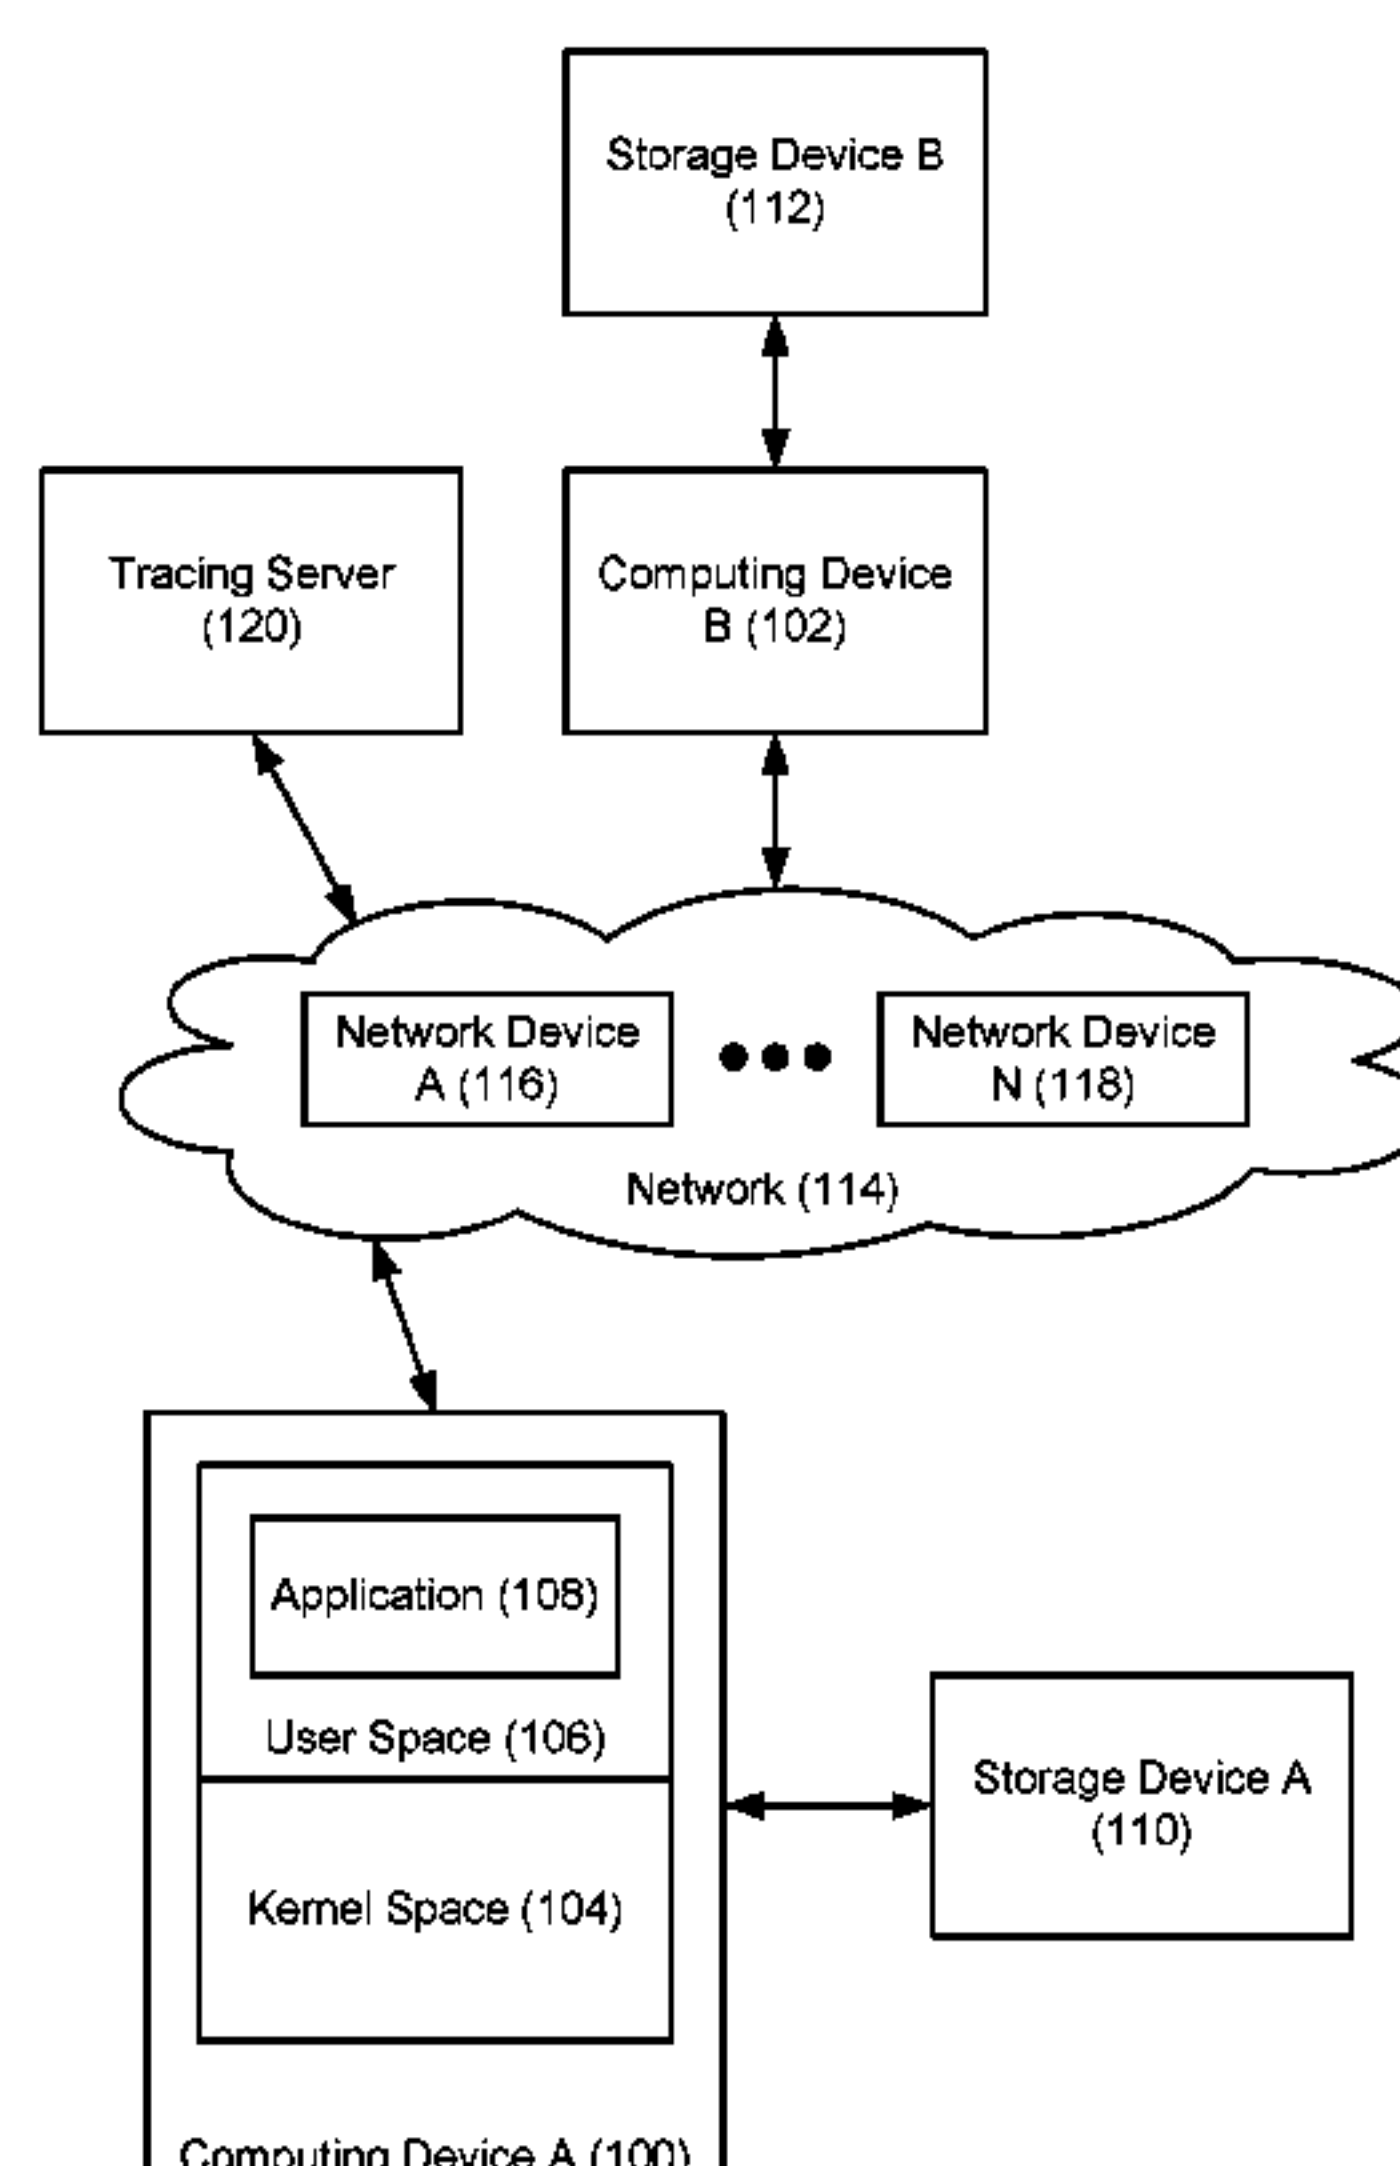 Storage Device B
(112)
Tracing Server
(120)
Computing Device
B (102)
Network Device
A (116)
Network Device
N (118)
Network (114)
Application (108)
User Space (106)
Storage Device A
(110)
Kernel Space (104)
Computing Device A (100)